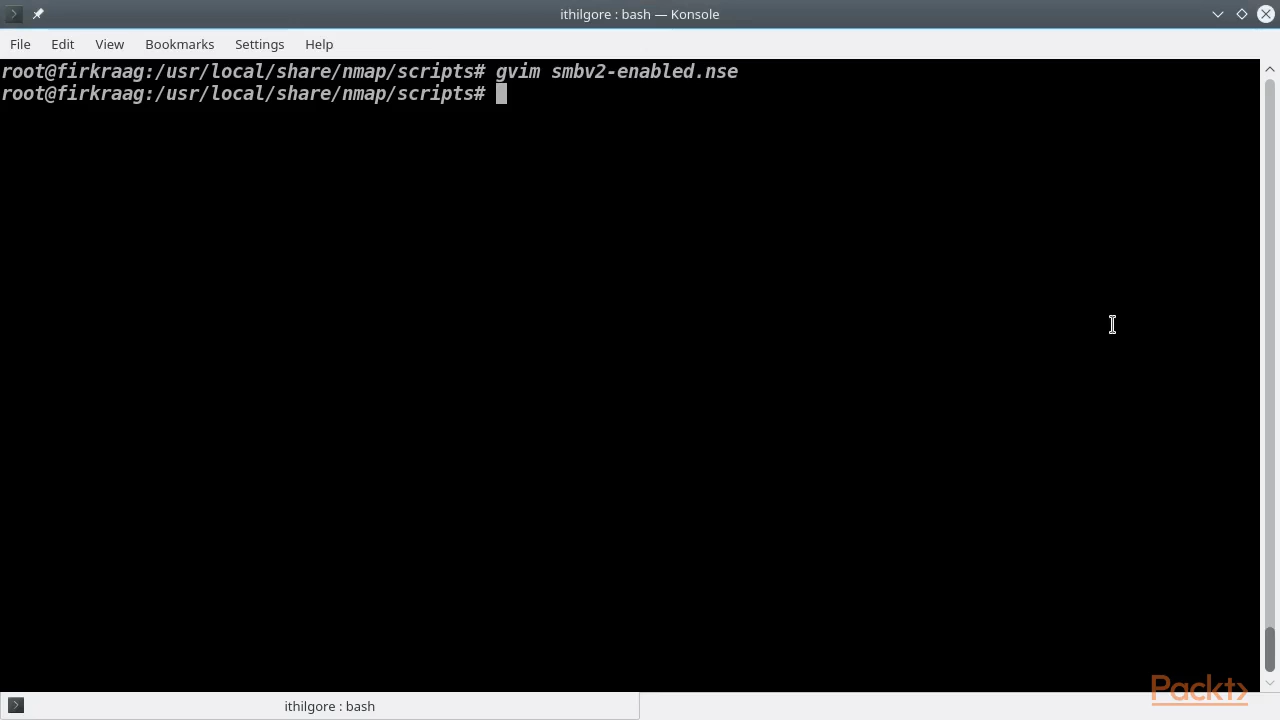 ithilgore : bash — Konsole
File Edit View Bookmarks Settings Help
root@firkraag:/usr/local/share/nmap/scripts# gvim smbv2-enabled.nse
root@firkraag:/usr/local/share/nmap/scripts#
ithilgore : bash
Packt>